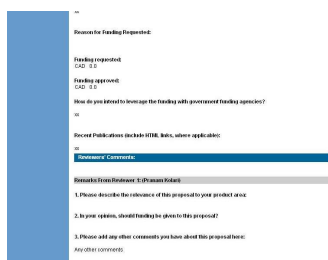 xx
Reason for Funding Requested:
Funding requested:
CAD 0.0
Funding approved:
CAD 0.0
How do you intend to leverage the funding with government funding agencies?
xx
Recent Publications (include HTML links, where applicable):
xx
Reviewers' Comments:
Remarks From Reviewer 1: (Pranam Kolari)
1. Please describe the relevance of this proposal to your product area:
2. In your opinion, should funding be given to this proposal?
3. Please add any other comments you have about this proposal here:
Any other comments